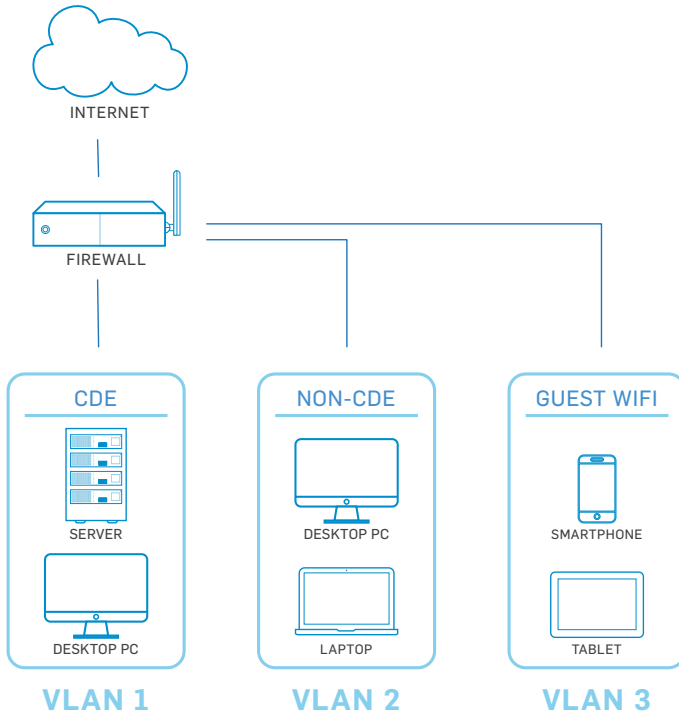 INTERNET
FIREWALL
CDE
SERVER
DESKTOP PC
VLAN 1
NON-CDE
DESKTOP PC
LAPTOP
VLAN 2
GUEST WIFI
SMARTPHONE
TABLET
VLAN 3